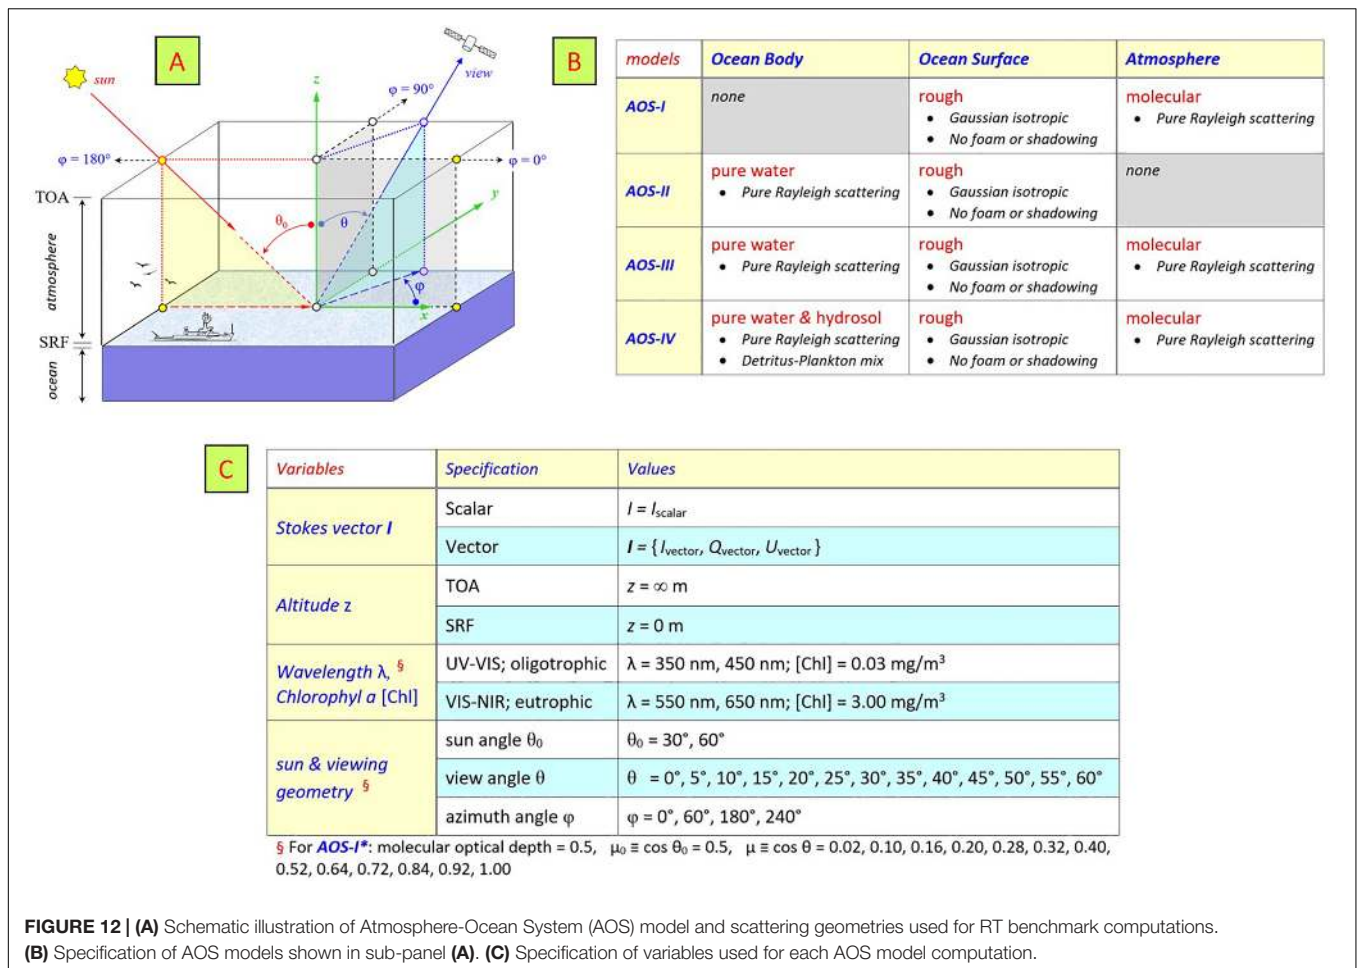 A
sun
view
z
φ = 90°
φ = 180°
φ = 0°
TOA
y
θ₀
θ
atmosphere
φ
x
SRF
ocean
B
models Ocean Body Ocean Surface Atmosphere
AOS-I none rough molecular
• Gaussian isotropic • Pure Rayleigh scattering
• No foam or shadowing
AOS-II pure water rough none
• Pure Rayleigh scattering • Gaussian isotropic
• No foam or shadowing
AOS-III pure water rough molecular
• Pure Rayleigh scattering • Gaussian isotropic • Pure Rayleigh scattering
• No foam or shadowing
AOS-IV pure water & hydrosol rough molecular
• Pure Rayleigh scattering • Gaussian isotropic • Pure Rayleigh scattering
• Detritus-Plankton mix • No foam or shadowing
C
Variables Specification Values
Stokes vector I
Scalar I = Iscalar
Vector I = { Ivector, Qvector, Uvector }
Altitude z
TOA z = ∞ m
SRF z = 0 m
Wavelength λ, §
Chlorophyl a [Chl]
UV-VIS; oligotrophic λ = 350 nm, 450 nm; [Chl] = 0.03 mg/m³
VIS-NIR; eutrophic λ = 550 nm, 650 nm; [Chl] = 3.00 mg/m³
sun & viewing
geometry §
sun angle θ₀ θ₀ = 30°, 60°
view angle θ θ = 0°, 5°, 10°, 15°, 20°, 25°, 30°, 35°, 40°, 45°, 50°, 55°, 60°
azimuth angle φ φ = 0°, 60°, 180°, 240°
§ For AOS-I*: molecular optical depth = 0.5, μ₀ ≡ cos θ₀ = 0.5, μ ≡ cos θ = 0.02, 0.10, 0.16, 0.20, 0.28, 0.32, 0.40,
0.52, 0.64, 0.72, 0.84, 0.92, 1.00
FIGURE 12 | (A) Schematic illustration of Atmosphere-Ocean System (AOS) model and scattering geometries used for RT benchmark computations.
(B) Specification of AOS models shown in sub-panel (A). (C) Specification of variables used for each AOS model computation.